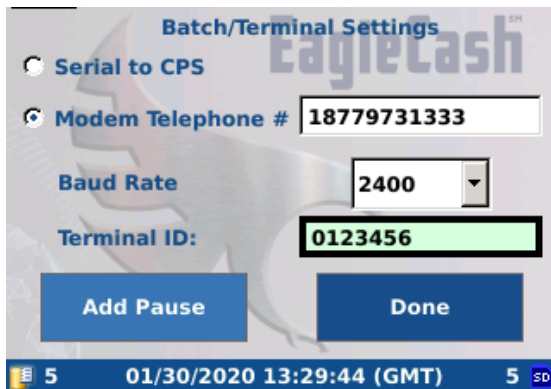 Batch/Terminal Settings
EagleCash SM
Serial to CPS
Modem Telephone # 18779731333
Baud Rate 2400
Terminal ID: 0123456
Add Pause Done
5 01/30/2020 13:29:44 (GMT) 5 SD